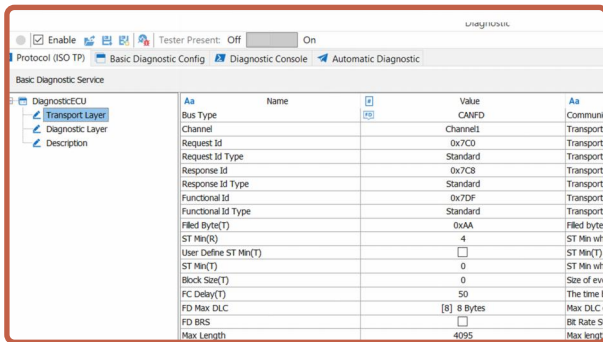 Diagnostic
Enable Tester Present: Off On
Protocol (ISO TP) Basic Diagnostic Config Diagnostic Console Automatic Diagnostic
Basic Diagnostic Service
DiagnosticECU
Transport Layer
Diagnostic Layer
Description
Aa Name # Value Aa
Bus Type FD CANFD Communi
Channel Channel1 Transport
Request Id 0x7C0 Transport
Request Id Type Standard Transport
Response Id 0x7C8 Transport
Response Id Type Standard Transport
Functional Id 0x7DF Transport
Functional Id Type Standard Transport
Filed Byte(T) 0xAA Filed byte
ST Min(R) 4 ST Min wh
User Define ST Min(T) ST Min(T)
ST Min(T) 0 ST Min wh
Block Size(T) 0 Size of eve
FC Delay(T) 50 The time
FD Max DLC [8] 8 Bytes Max DLC
FD BRS Bit Rate S
Max Length 4095 Max lengt